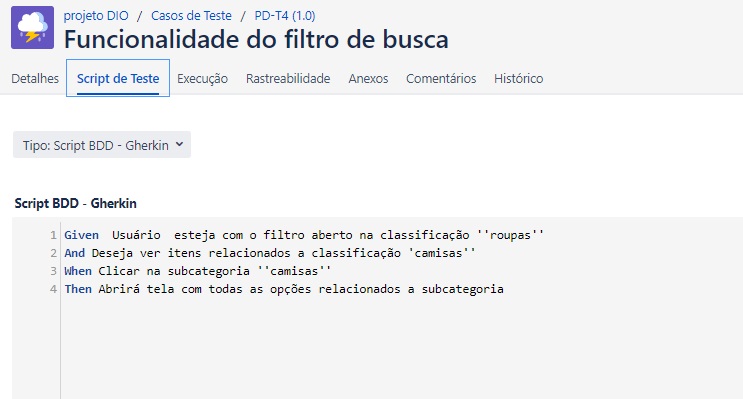 projeto DIO / Casos de Teste / PD-T4 (1.0)
Funcionalidade do filtro de busca
Detalhes Script de Teste Execução Rastreabilidade Anexos Comentários Histórico
Tipo: Script BDD - Gherkin
Script BDD - Gherkin
1 Given  Usuário  esteja com o filtro aberto na classificação ''roupas''
2 And Deseja ver itens relacionados a classificação 'camisas''
3 When Clicar na subcategoria ''camisas''
4 Then Abrirá tela com todas as opções relacionados a subcategoria